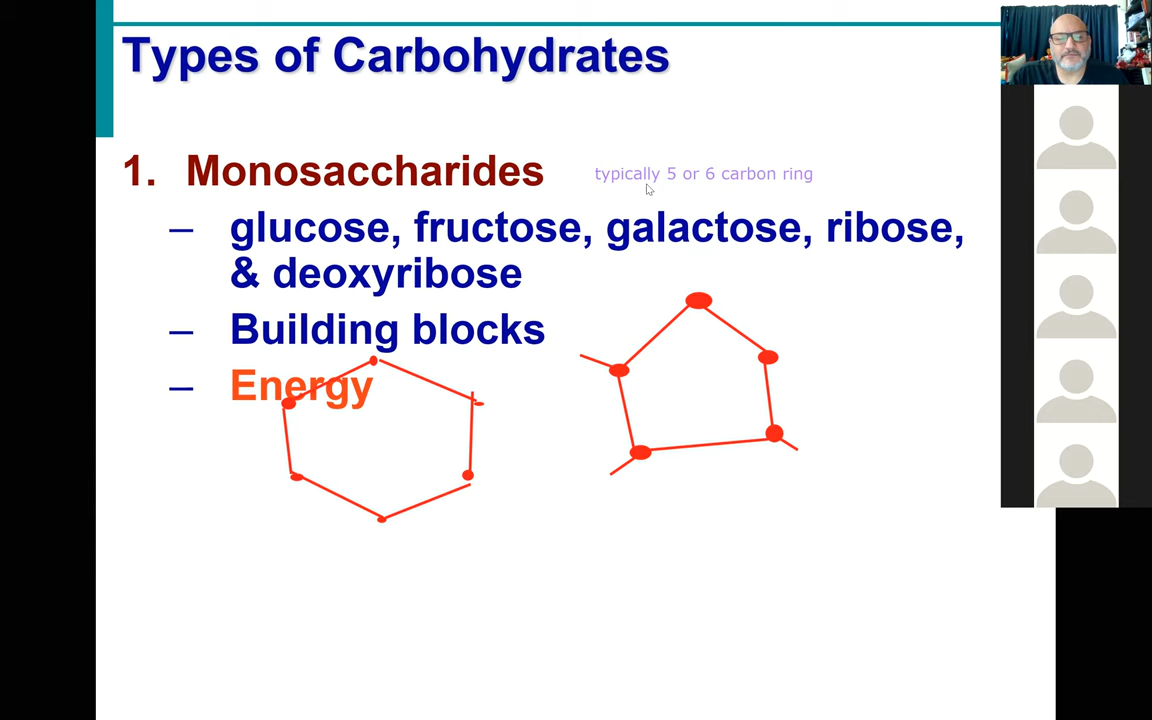 Types of Carbohydrates
1. Monosaccharides
typically 5 or 6 carbon ring
– glucose, fructose, galactose, ribose,
& deoxyribose
– Building blocks
– Energy